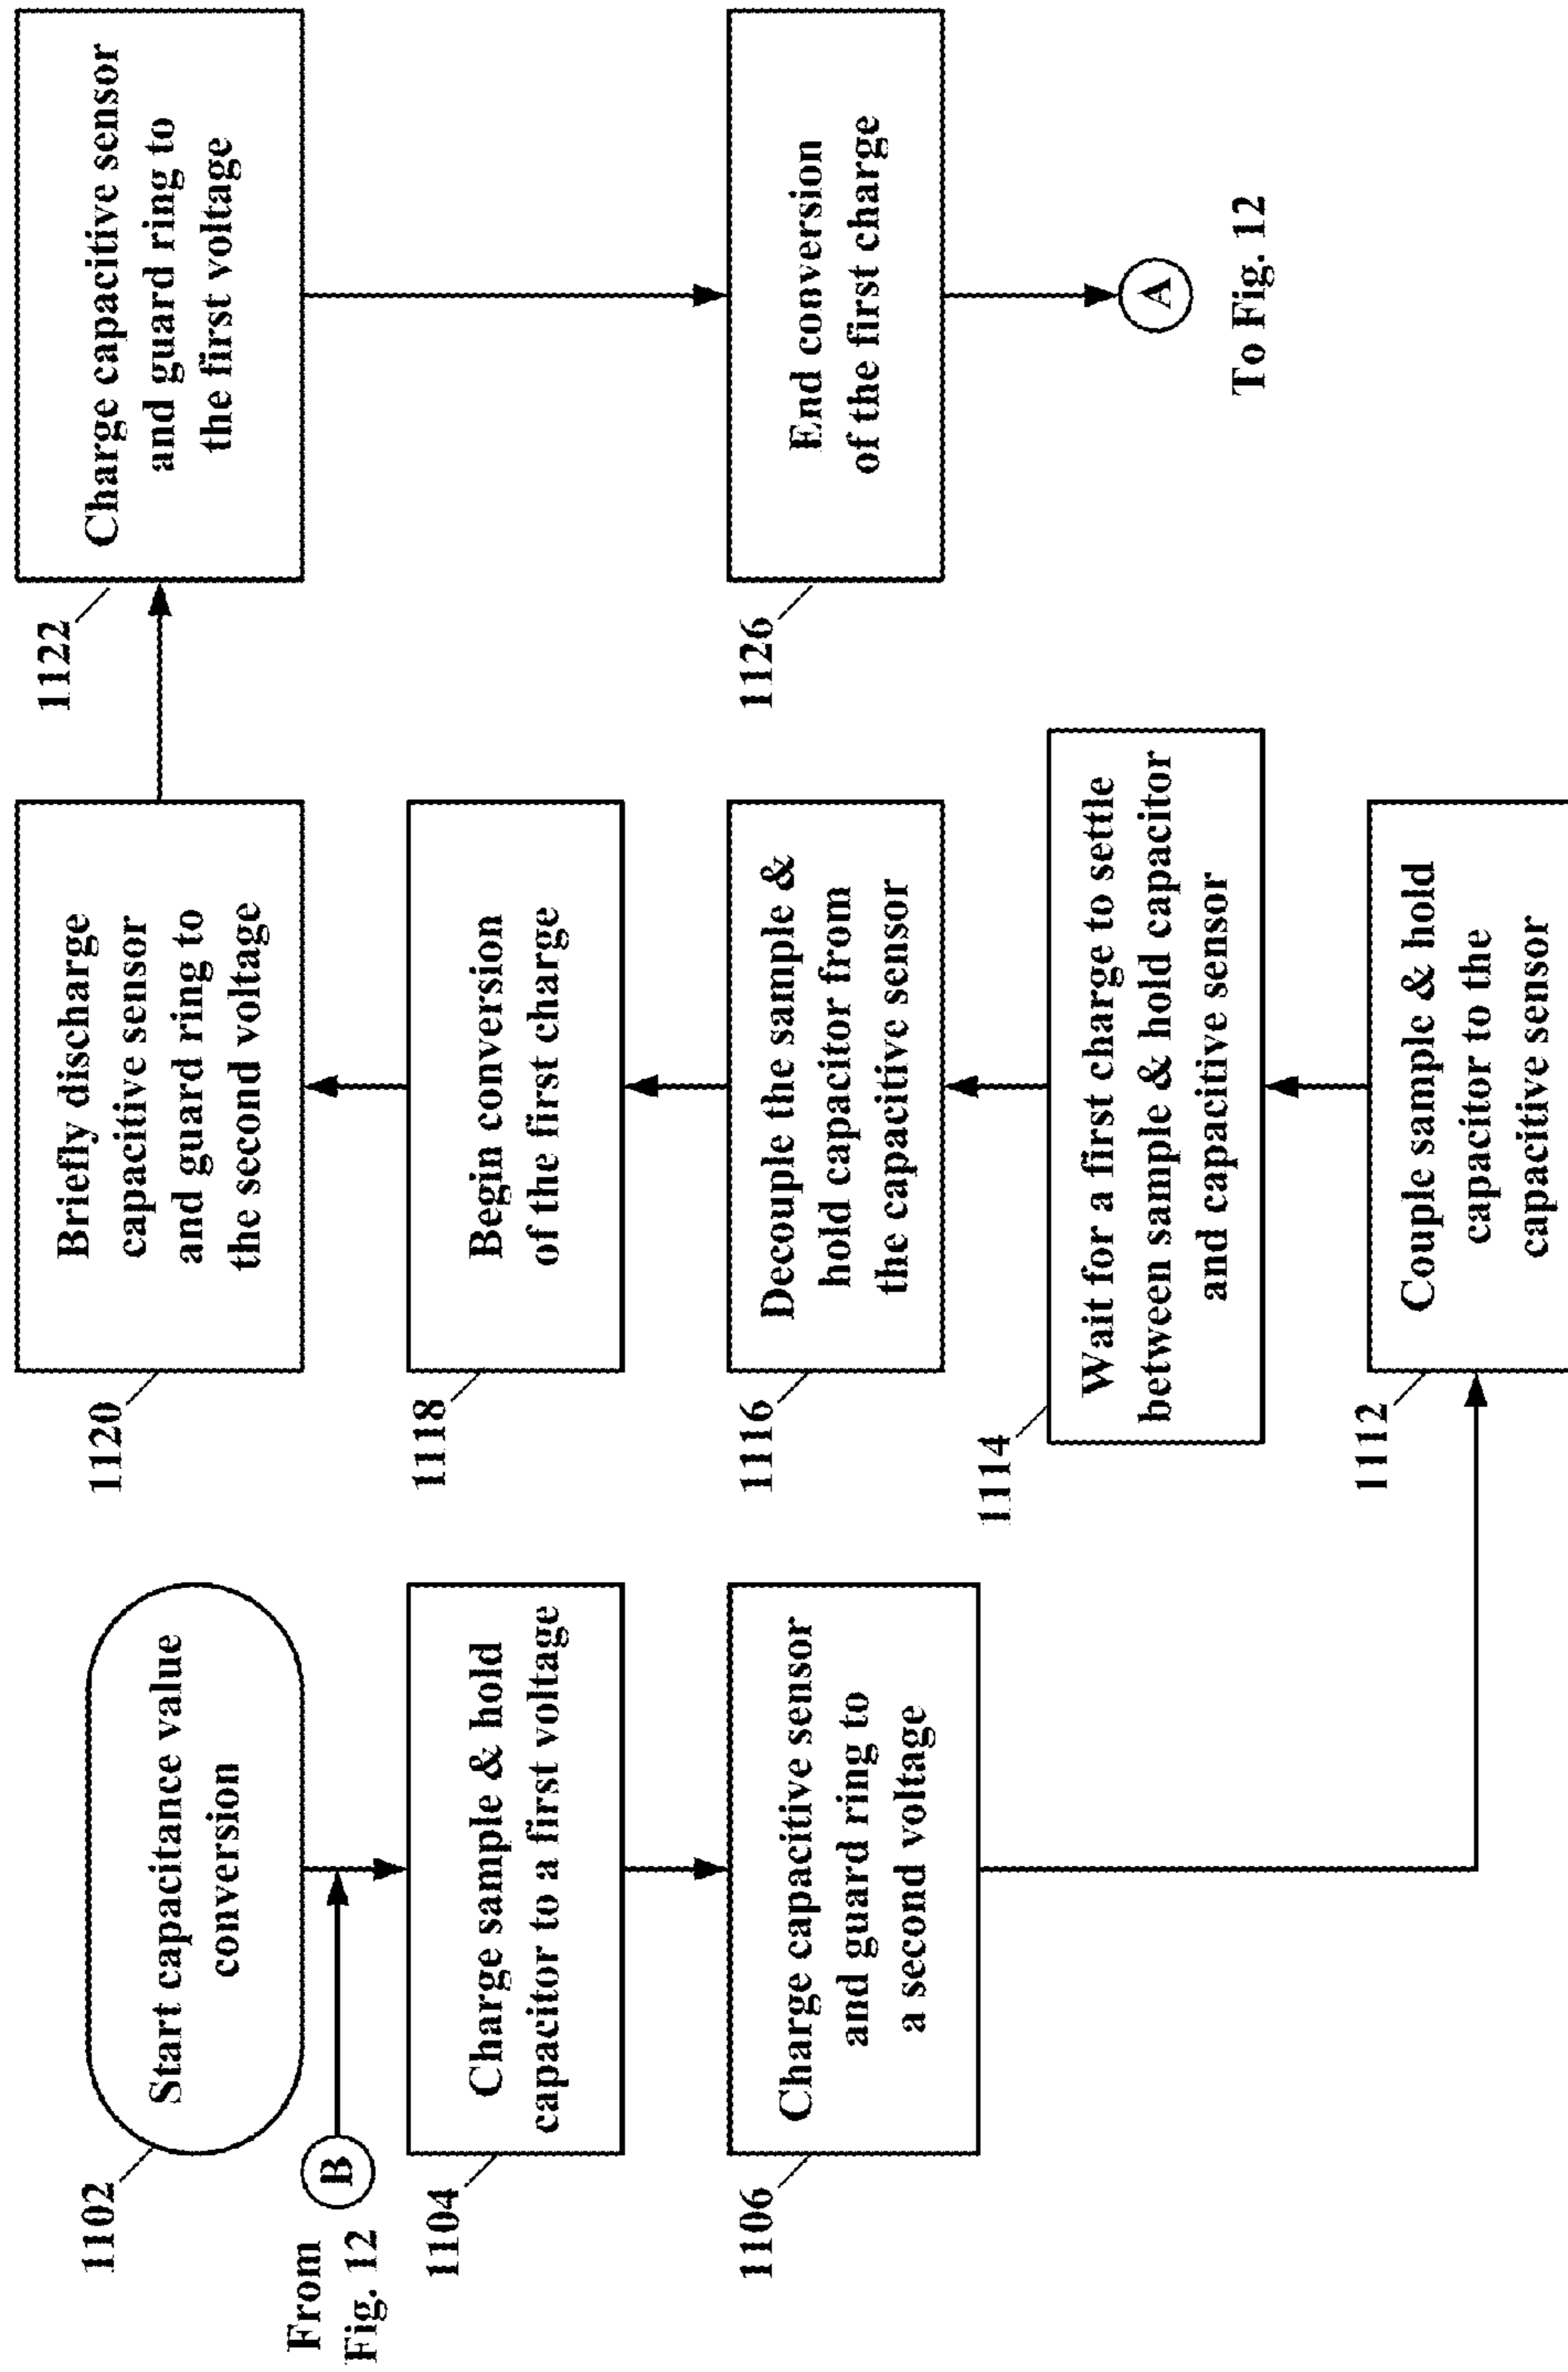 1102
Start capacitance value
conversion
From
Fig. 12
B
1104
Charge sample & hold
capacitor to a first voltage
1106
Charge capacitive sensor
and guard ring to
a second voltage
1112
Couple sample & hold
capacitor to the
capacitive sensor
1114
Wait for a first charge to settle
between sample & hold capacitor
and capacitive sensor
1116
Decouple the sample &
hold capacitor from
the capacitive sensor
1118
Begin conversion
of the first charge
1120
Briefly discharge
capacitive sensor
and guard ring to
the second voltage
1122
Charge capacitive sensor
and guard ring to
the first voltage
1126
End conversion
of the first charge
A
To Fig. 12